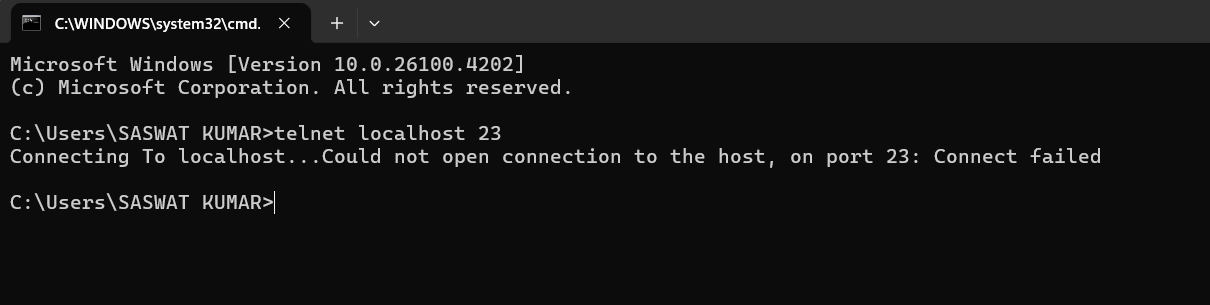 C:\WINDOWS\system32\cmd.
Microsoft Windows [Version 10.0.26100.4202]
(c) Microsoft Corporation. All rights reserved.
C:\Users\SASWAT KUMAR>telnet localhost 23
Connecting To localhost...Could not open connection to the host, on port 23: Connect failed
C:\Users\SASWAT KUMAR>